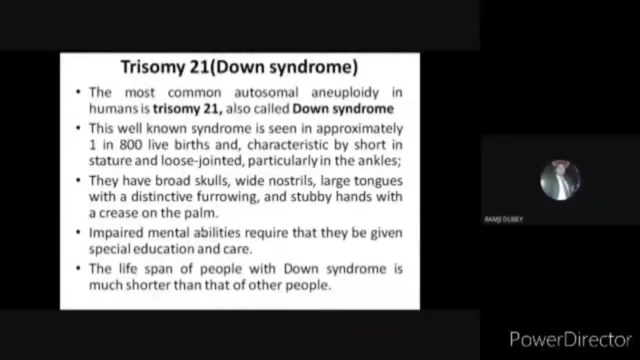 Trisomy 21(Down syndrome)
• The most common autosomal aneuploidy in
humans is trisomy 21, also called Down syndrome
• This well known syndrome is seen in approximately
1 in 800 live births and, characteristic by short in
stature and loose-jointed, particularly in the ankles;
• They have broad skulls, wide nostrils, large tongues
with a distinctive furrowing, and stubby hands with
a crease on the palm.
• Impaired mental abilities require that they be given
special education and care.
• The life span of people with Down syndrome is
much shorter than that of other people.
RAMJI DUBEY
PowerDirector